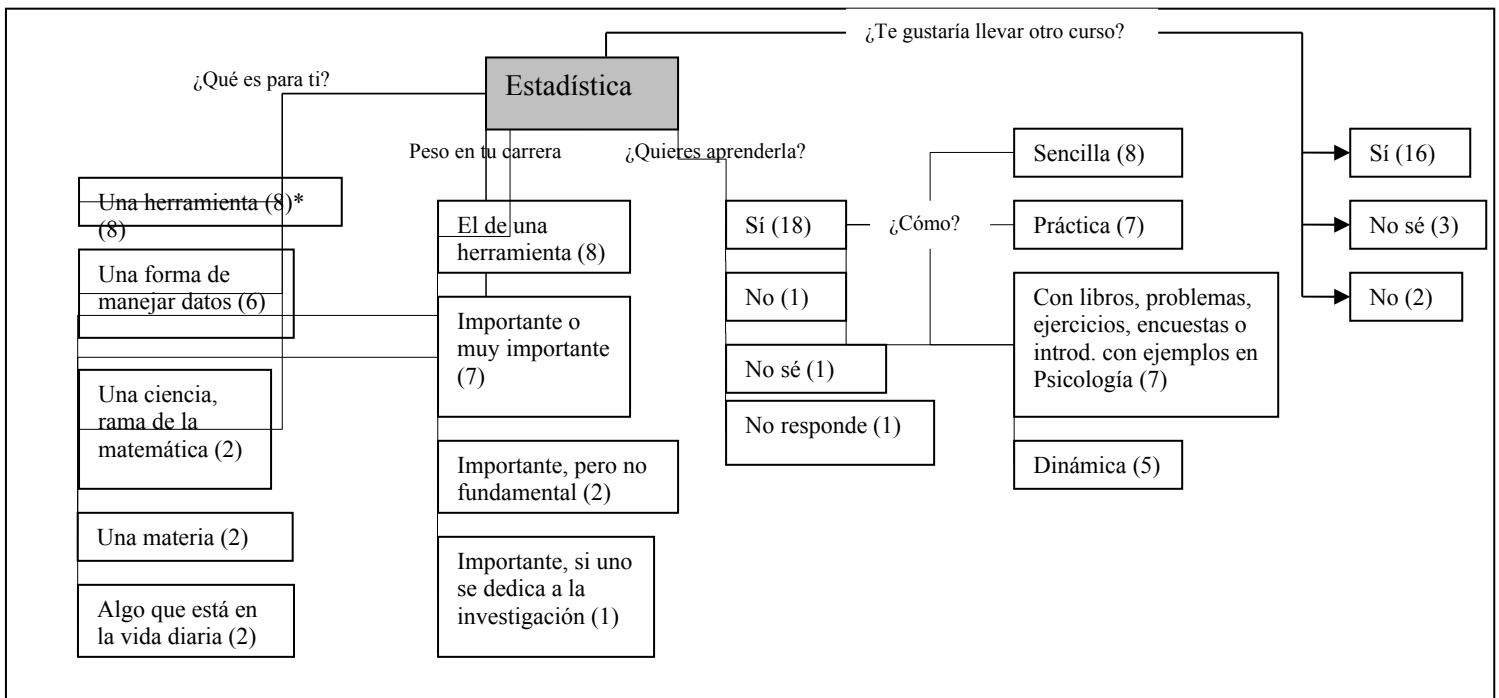 ¿Te gustaría llevar otro curso?
¿Qué es para ti?
Estadística
Peso en tu carrera
¿Quieres aprenderla?
Una herramienta (8)*
(8)
Una forma de
manejar datos (6)
Una ciencia,
rama de la
matemática (2)
Una materia (2)
Algo que está en
la vida diaria (2)
El de una
herramienta (8)
Importante o
muy importante
(7)
Importante, pero no
fundamental (2)
Importante, si uno
se dedica a la
investigación (1)
Sí (18)
No (1)
No sé (1)
No responde (1)
¿Cómo?
Sencilla (8)
Práctica (7)
Con libros, problemas,
ejercicios, encuestas o
introd. con ejemplos en
Psicología (7)
Dinámica (5)
Sí (16)
No sé (3)
No (2)